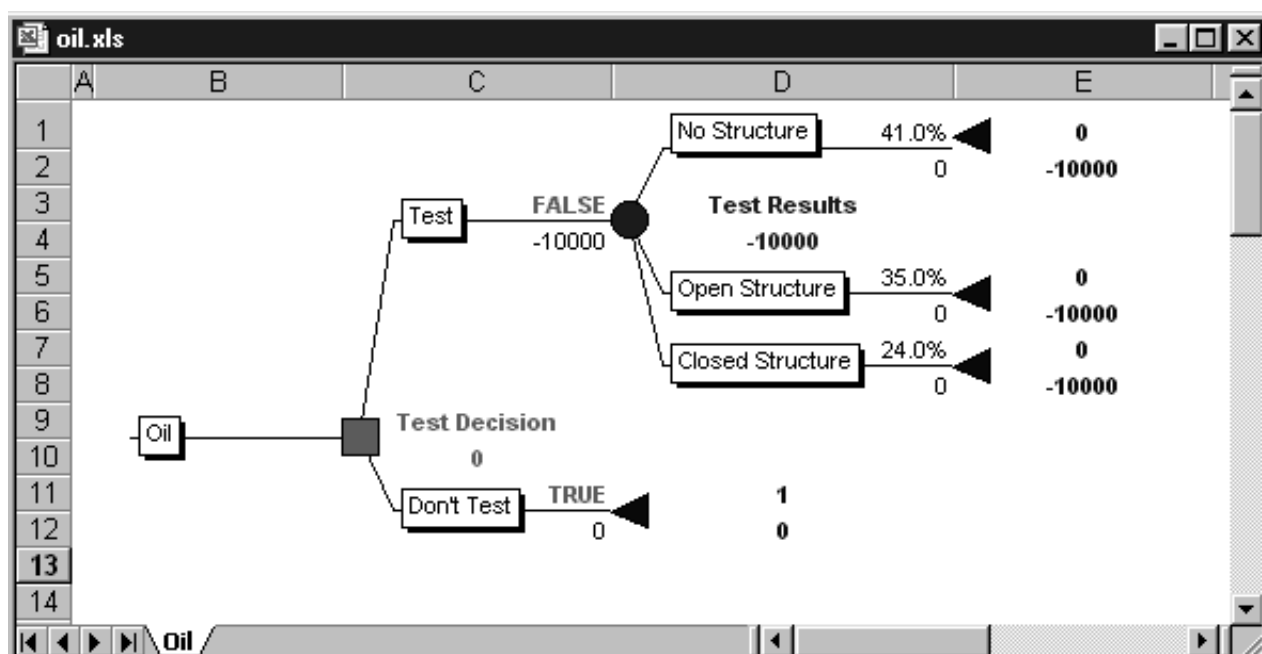 oil.xls
A B C D E
1 No Structure 41.0% 0
2 0 -10000
3 Test FALSE Test Results
4 -10000 -10000
5 Open Structure 35.0% 0
6 0 -10000
7 Closed Structure 24.0% 0
8 0 -10000
9 Oil Test Decision
10 0
11 Don't Test TRUE 1
12 0 0
13
14
Oil